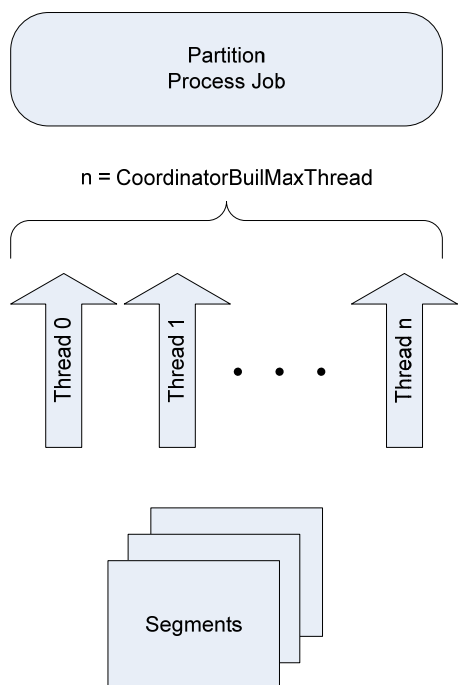 Partition
Process Job
n = CoordinatorBuilMaxThread
Thread 0
Thread 1
Thread n
Segments